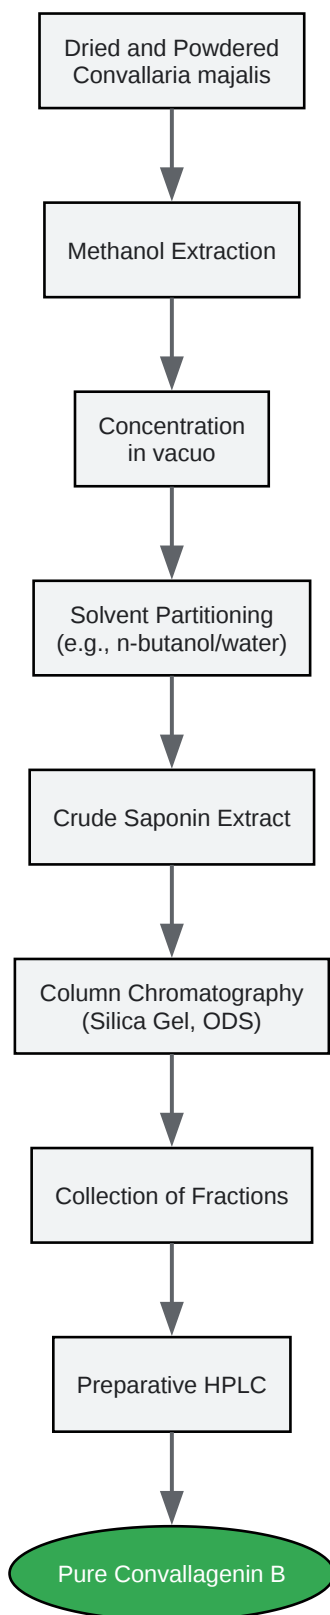 Dried and Powdered
Convallaria majalis
Methanol Extraction
Concentration
in vacuo
Solvent Partitioning
(e.g., n-butanol/water)
Crude Saponin Extract
Column Chromatography
(Silica Gel, ODS)
Collection of Fractions
Preparative HPLC
Pure Convallagenin B